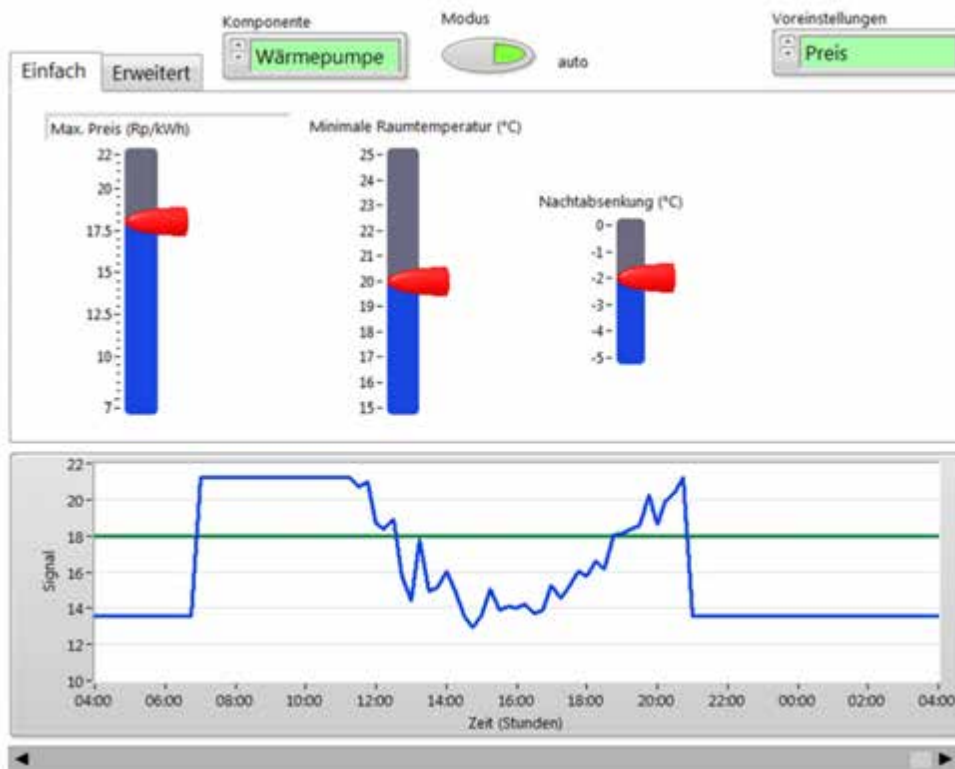 Komponente
Modus
Voreinstellungen
Wärmepumpe
auto
Preis
Einfach
Erweitert
Max. Preis (Rp/kWh)
22
20
17.5
15
12.5
10
7
Minimale Raumtemperatur (°C)
25
24
23
22
21
20
19
18
17
16
15
Nachtabsenkung (°C)
0
-1
-2
-3
-4
-5
Signal
22
20
18
16
14
12
10
04:00 06:00 08:00 10:00 12:00 14:00 16:00 18:00 20:00 22:00 00:00 02:00 04:00
Zeit (Stunden)